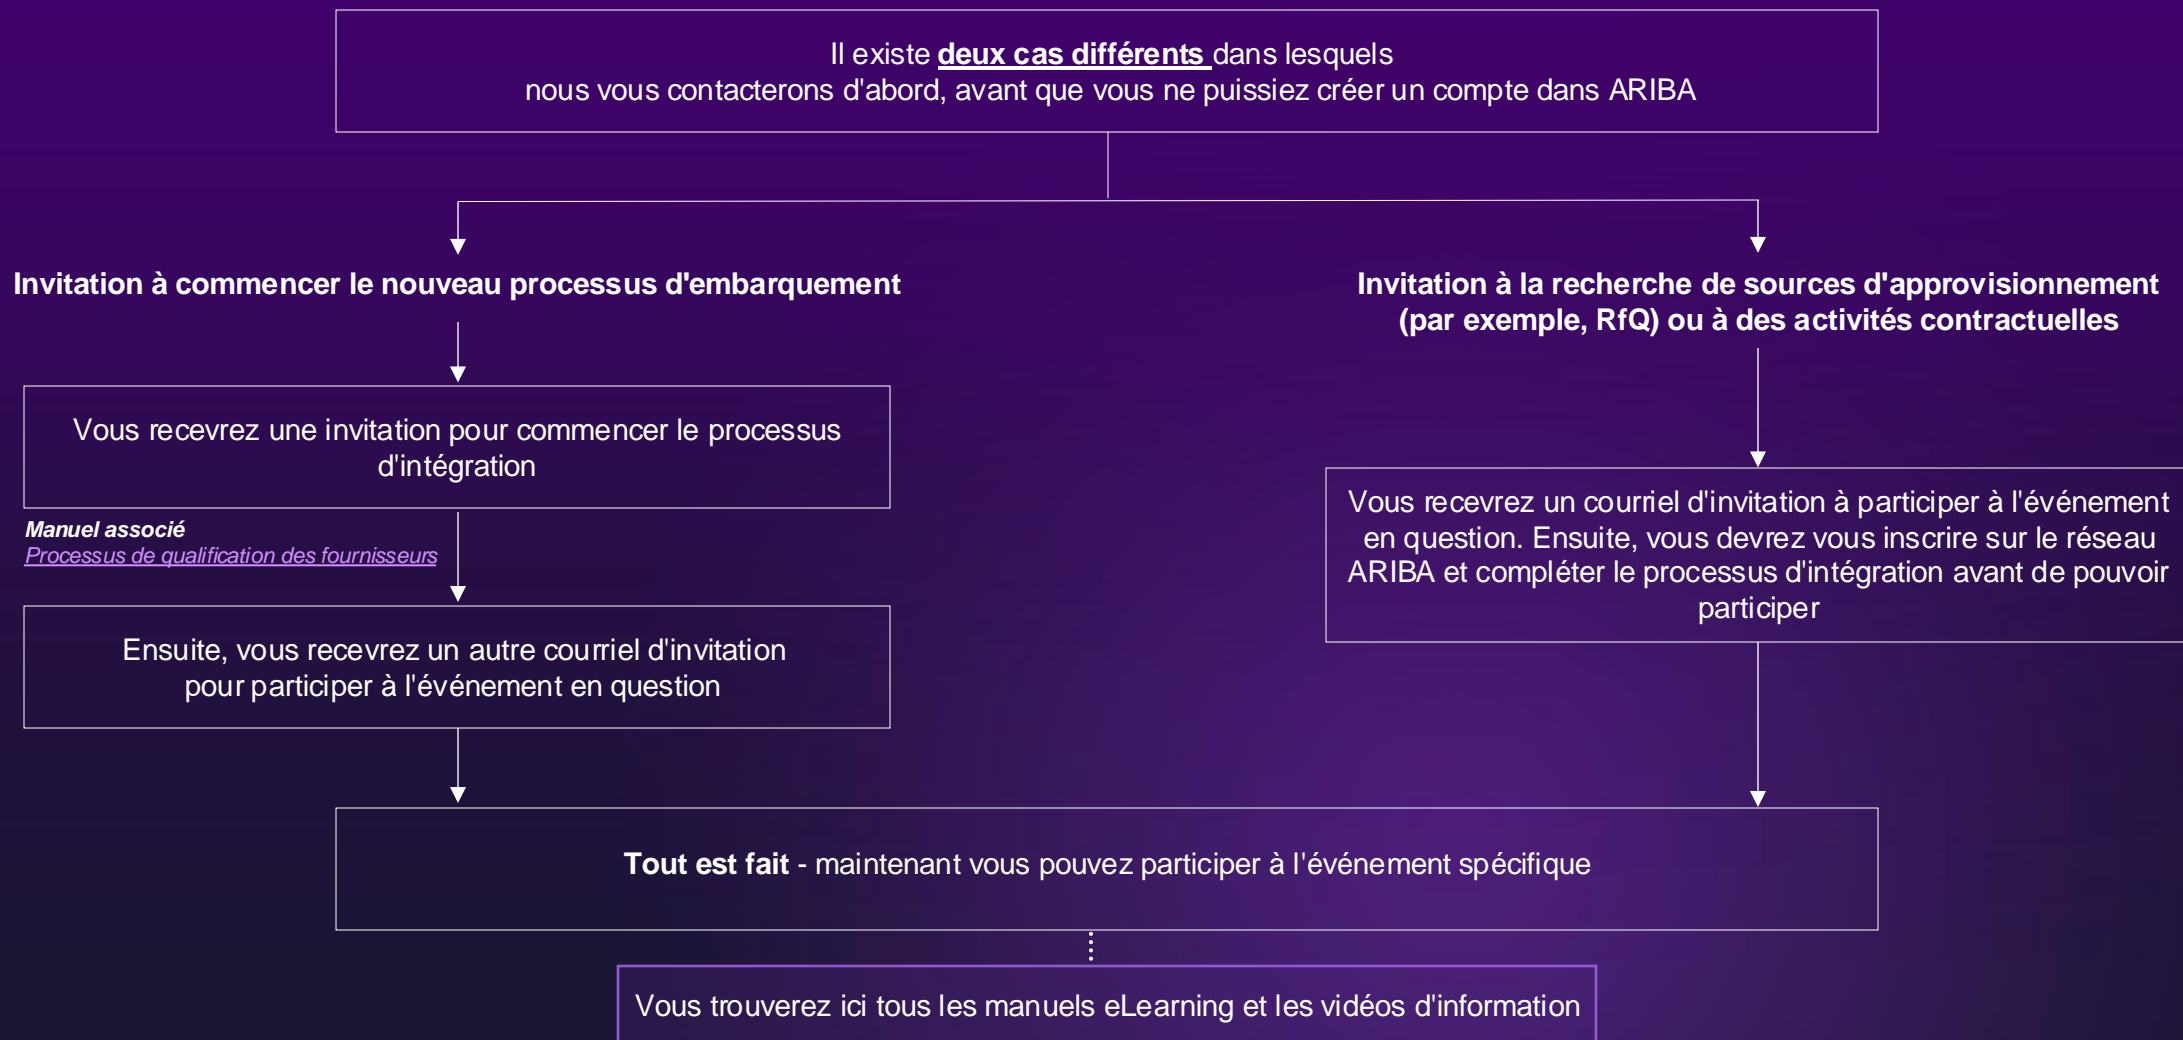 Il existe deux cas différents dans lesquels
nous vous contacterons d'abord, avant que vous ne puissiez créer un compte dans ARIBA
Invitation à commencer le nouveau processus d'embarquement
Vous recevrez une invitation pour commencer le processus
d'intégration
Manuel associé
Processus de qualification des fournisseurs
Ensuite, vous recevrez un autre courriel d'invitation
pour participer à l'événement en question
Invitation à la recherche de sources d'approvisionnement
(par exemple, RfQ) ou à des activités contractuelles
Vous recevrez un courriel d'invitation à participer à l'événement
en question. Ensuite, vous devrez vous inscrire sur le réseau
ARIBA et compléter le processus d'intégration avant de pouvoir
participer
Tout est fait - maintenant vous pouvez participer à l'événement spécifique
Vous trouverez ici tous les manuels eLearning et les vidéos d'information